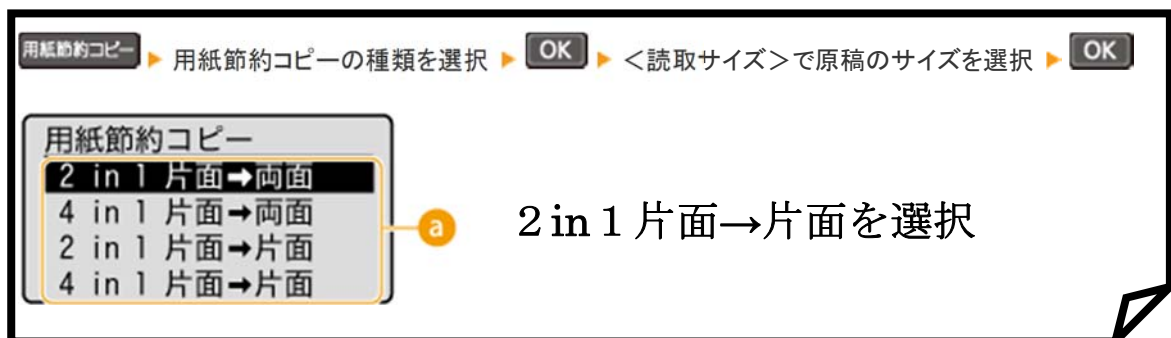 用紙節約コピー ▶ 用紙節約コピーの種類を選択 ▶ OK ▶ <読取サイズ>で原稿のサイズを選択 ▶ OK
用紙節約コピー
2 in 1 片面➡両面
4 in 1 片面➡両面
2 in 1 片面➡片面
4 in 1 片面➡片面
a
２in１片面→片面を選択